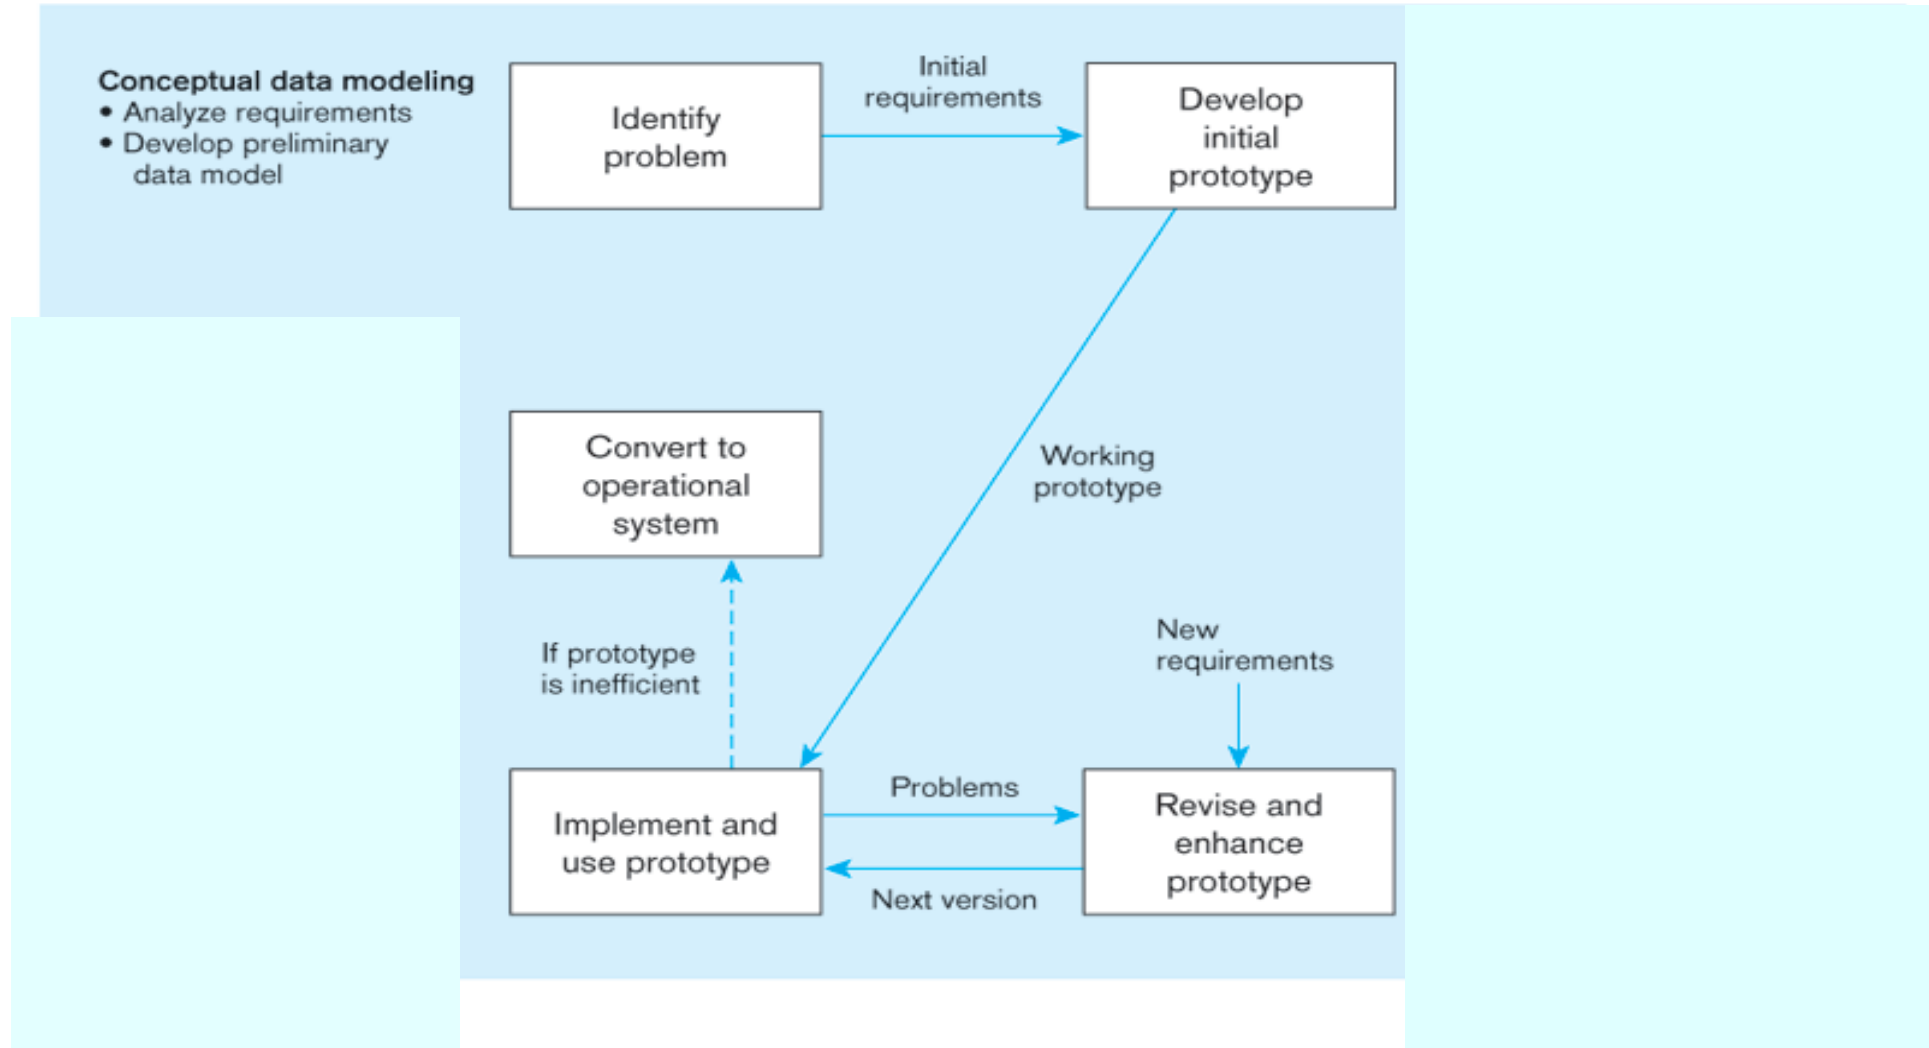 Conceptual data modeling
• Analyze requirements
• Develop preliminary
data model
Identify
problem
Initial
requirements
Develop
initial
prototype
Convert to
operational
system
Working
prototype
If prototype
is inefficient
New
requirements
Implement and
use prototype
Problems
Next version
Revise and
enhance
prototype